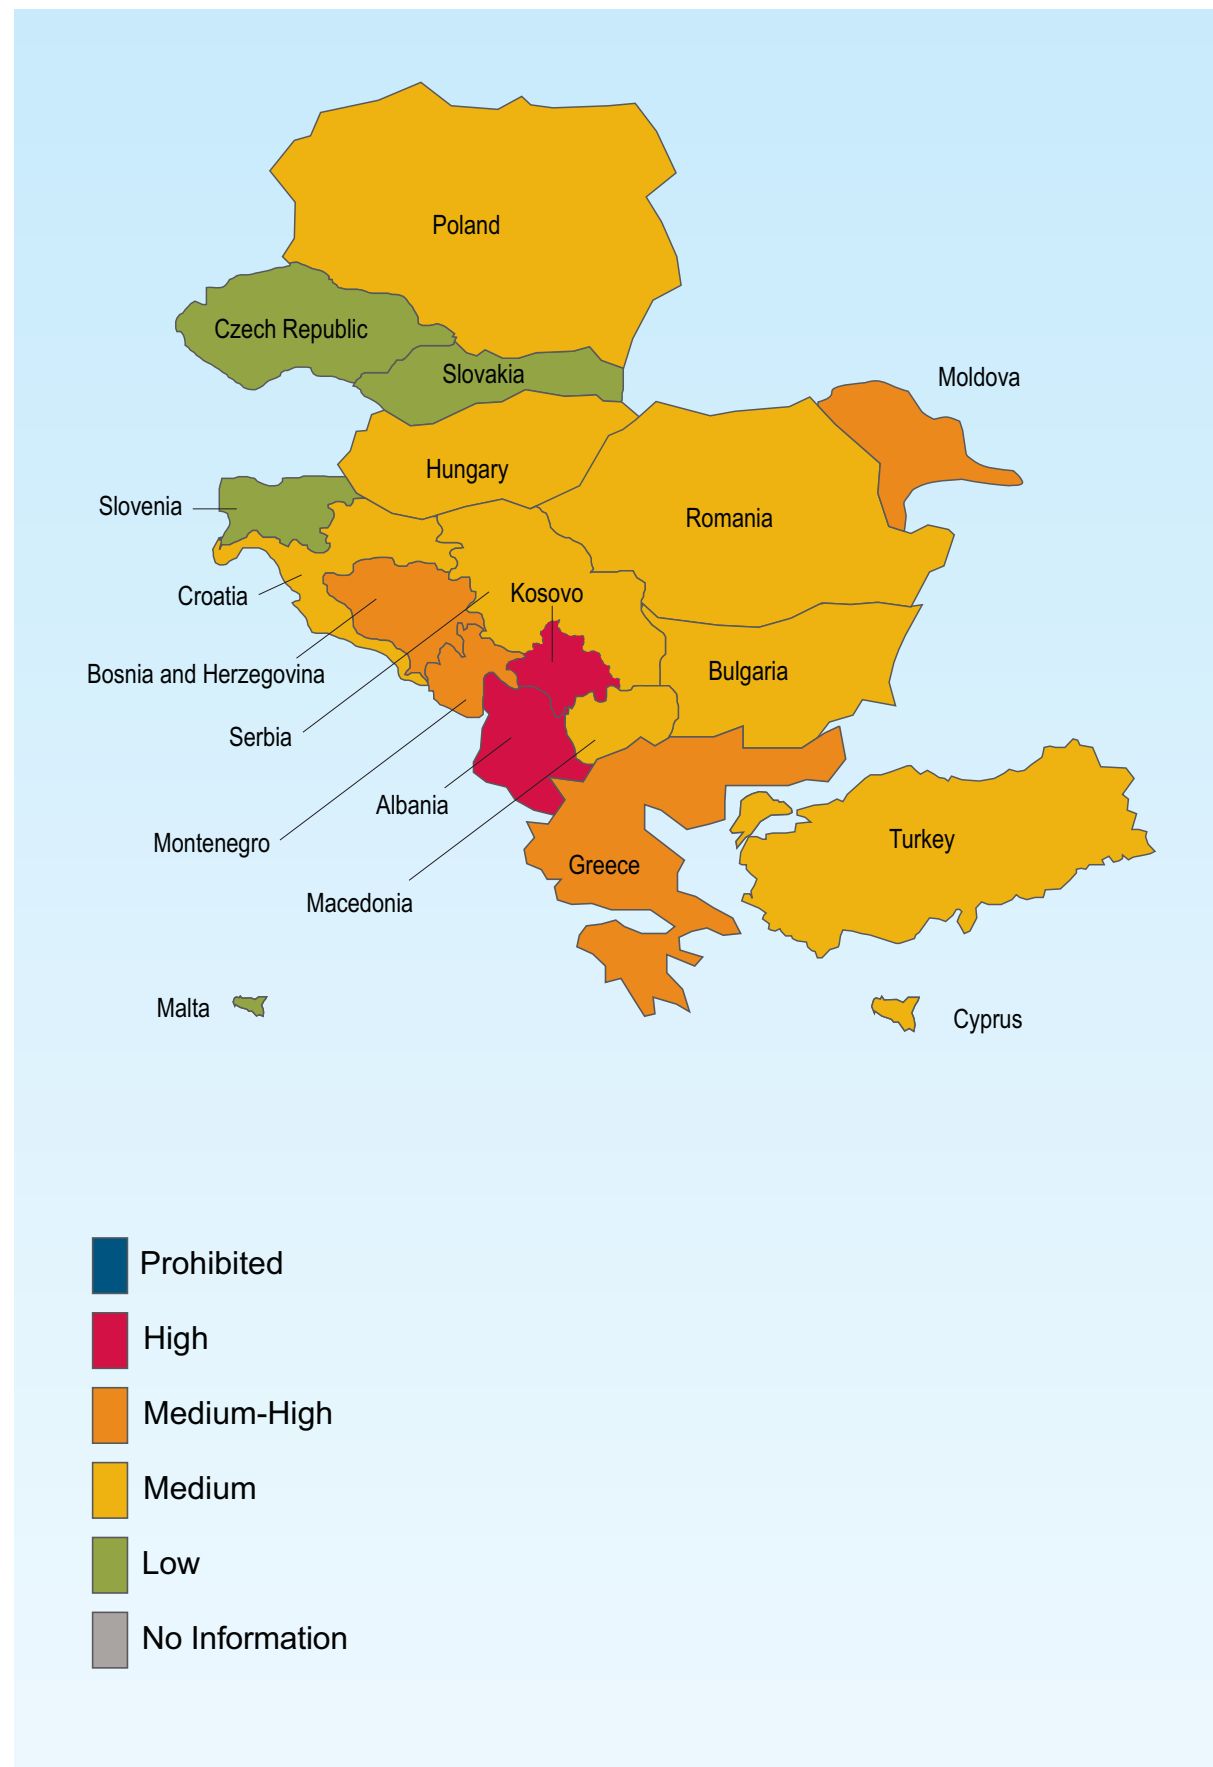 Poland
Czech Republic
Slovakia
Moldova
Hungary
Slovenia
Romania
Kosovo
Croatia
Bosnia and Herzegovina
Bulgaria
Serbia
Albania
Montenegro
Turkey
Greece
Macedonia
Malta
Cyprus
Prohibited
High
Medium-High
Medium
Low
No Information